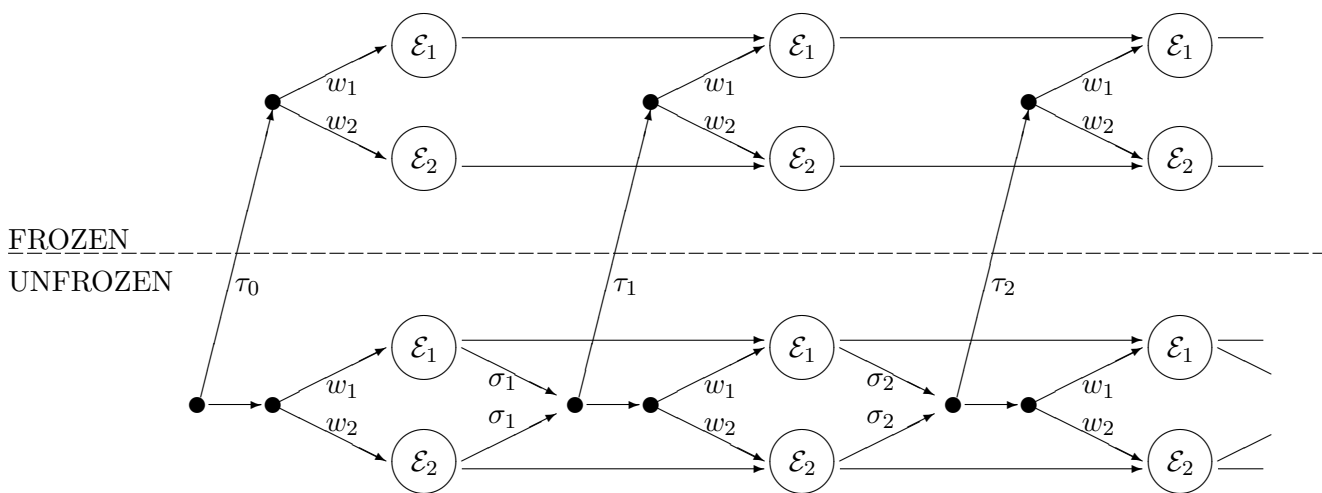 ℰ₁ ℰ₁ ℰ₁
w₁ w₁ w₁
w₂ w₂ w₂
ℰ₂ ℰ₂ ℰ₂
FROZEN
UNFROZEN τ₀ τ₁ τ₂
ℰ₁ ℰ₁ ℰ₁
w₁ σ₁ w₁ σ₂ w₁
w₂ σ₁ w₂ σ₂ w₂
ℰ₂ ℰ₂ ℰ₂